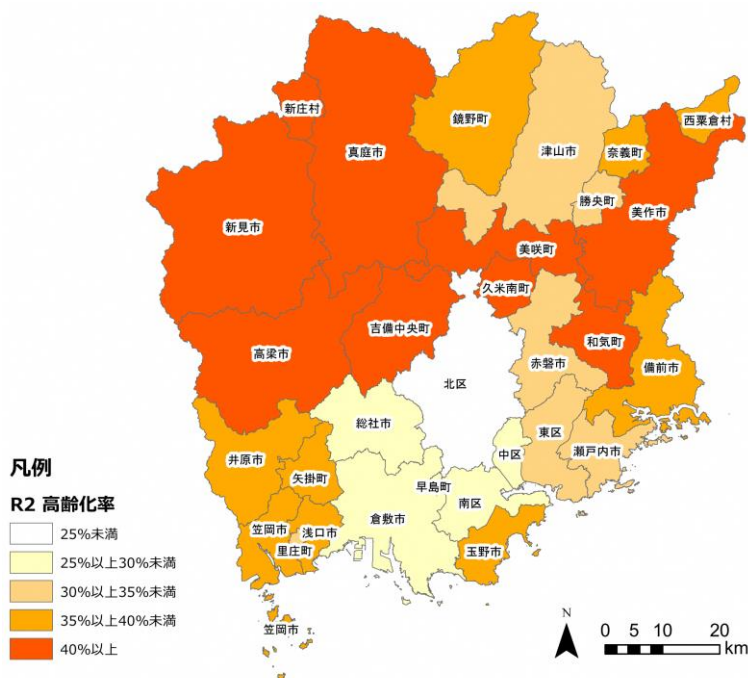 新庄村
真庭市
鏡野町
津山市
奈義町
西粟倉村
勝央町
美作市
新見市
美咲町
久米南町
吉備中央町
高梁市
和気町
赤磐市
備前市
北区
総社市
東区
中区
瀬戸内市
井原市
矢掛町
早島町
南区
倉敷市
笠岡市
浅口市
里庄町
玉野市
笠岡市
凡例
R2 高齢化率
25%未満
25%以上30%未満
30%以上35%未満
35%以上40%未満
40%以上
N
0 5 10 20
km